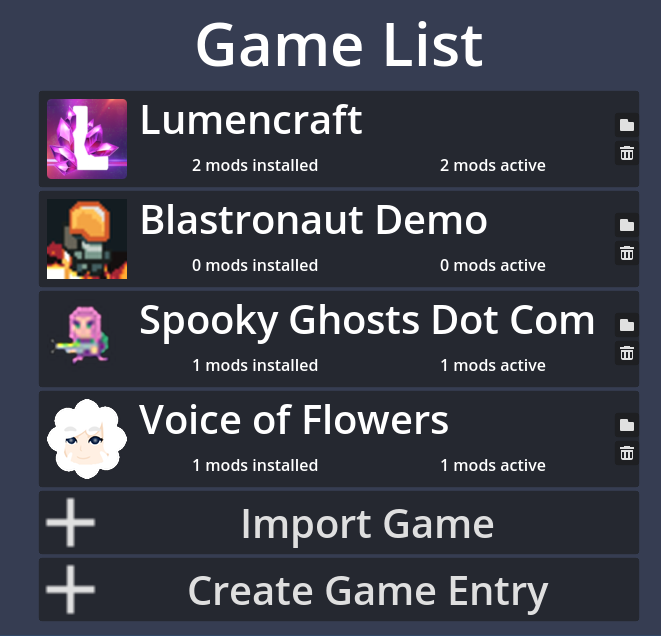 Game List
Lumencraft
2 mods installed 2 mods active
Blastronaut Demo
0 mods installed 0 mods active
Spooky Ghosts Dot Com
1 mods installed 1 mods active
Voice of Flowers
1 mods installed 1 mods active
Import Game
Create Game Entry